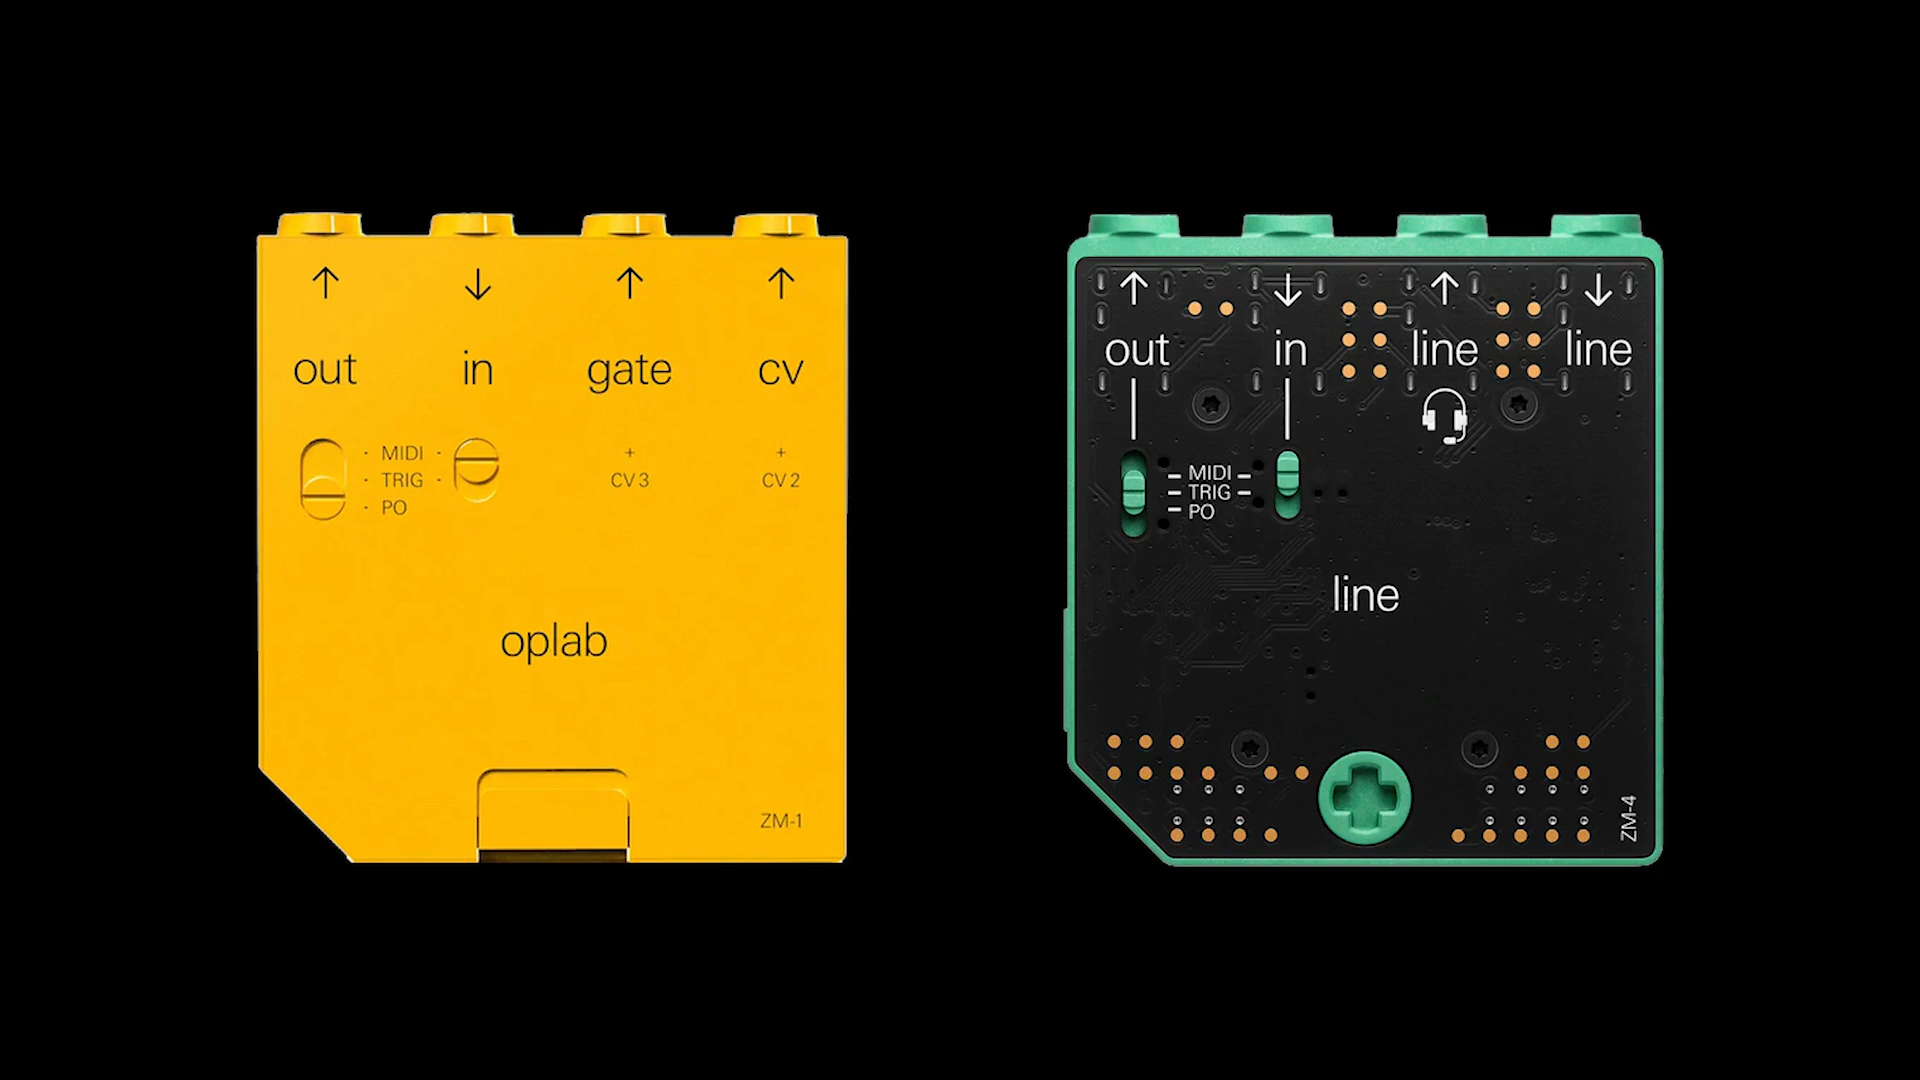 ↑ ↓ ↑ ↑
out in gate cv
· MIDI · + +
· TRIG · CV 3 CV 2
· PO
oplab
ZM-1
↑ ↓ ↑ ↓
out in line line
MIDI
TRIG
PO
line
ZM-4